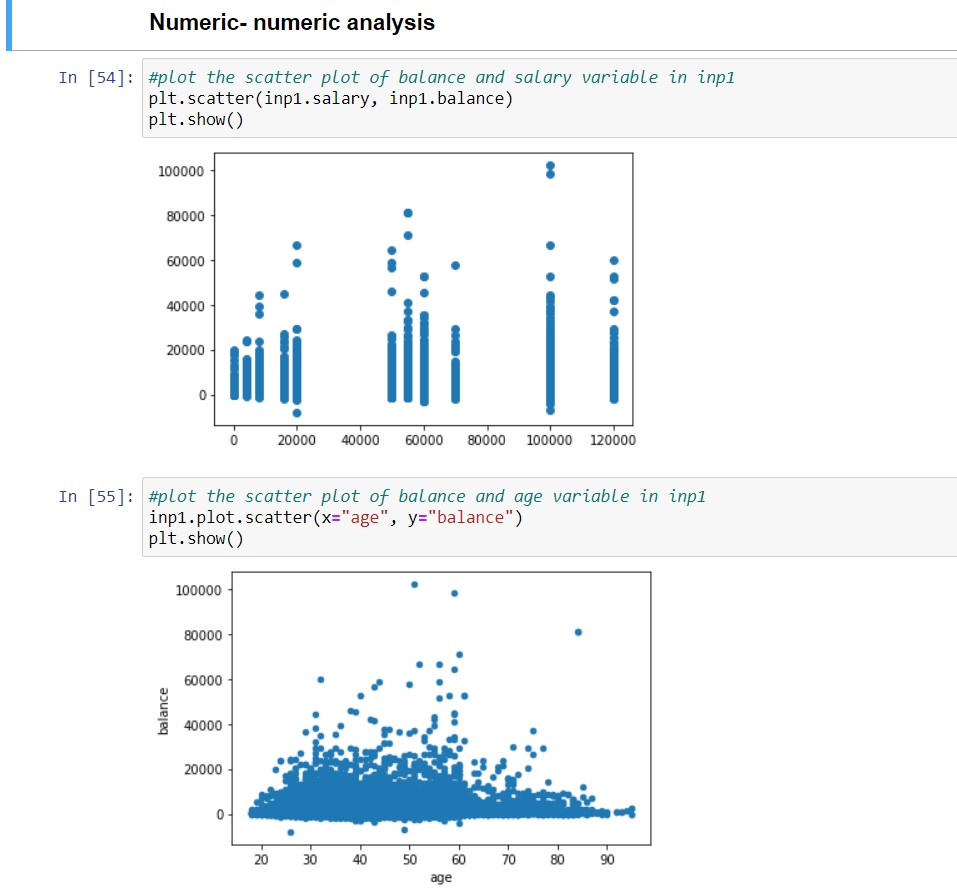 Numeric- numeric analysis
In [54]: #plot the scatter plot of balance and salary variable in inp1
plt.scatter(inp1.salary, inp1.balance)
plt.show()
100000
80000
60000
40000
20000
0
0 20000 40000 60000 80000 100000 120000
In [55]: #plot the scatter plot of balance and age variable in inp1
inp1.plot.scatter(x="age", y="balance")
plt.show()
100000
80000
60000
40000
20000
0
balance
20 30 40 50 60 70 80 90
age